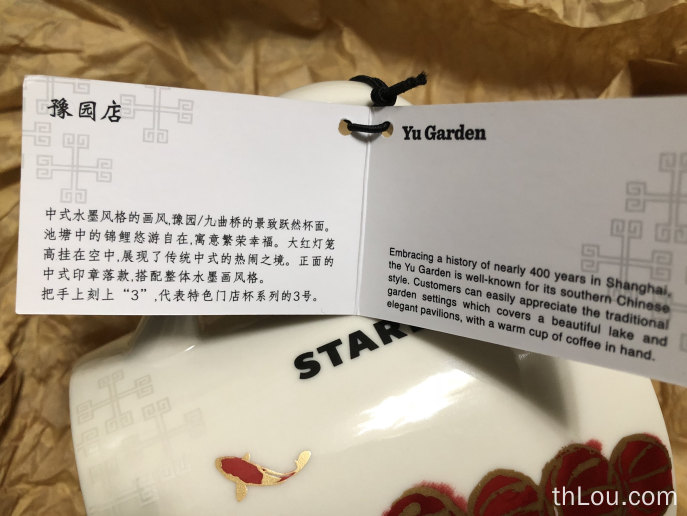 豫园店
中式水墨风格的画风,豫园/九曲桥的景致跃然杯面。
池塘中的锦鲤悠游自在,寓意繁荣幸福。大红灯笼
高挂在空中,展现了传统中式的热闹之境。正面的
中式印章落款,搭配整体水墨画风格。
把手上刻上“3”,代表特色门店杯系列的3号。
Yu Garden
Embracing a history of nearly 400 years in Shanghai,
the Yu Garden is well-known for its southern Chinese
style. Customers can easily appreciate the traditional
garden settings which covers a beautiful lake and
elegant pavilions, with a warm cup of coffee in hand.
STAR
thLou.com